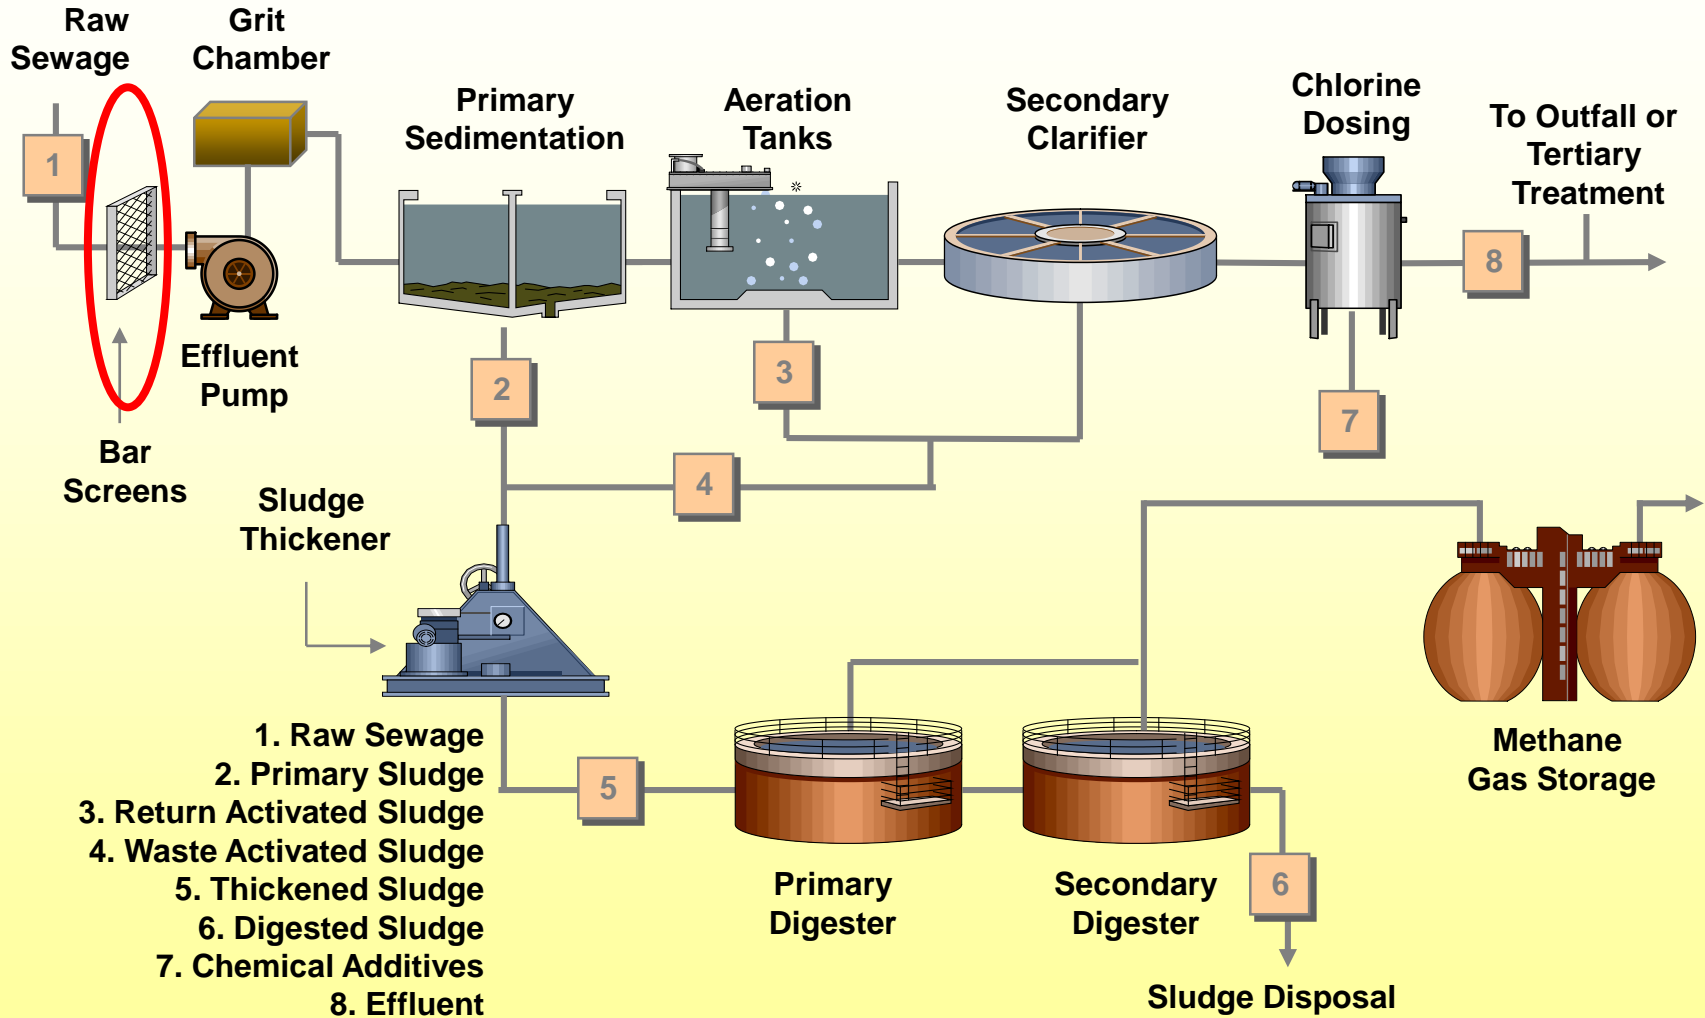 Raw
Sewage
Grit
Chamber
Primary
Sedimentation
Aeration
Tanks
Secondary
Clarifier
Chlorine
Dosing
To Outfall or
Tertiary
Treatment
1
8
Effluent
Pump
2
3
7
Bar
Screens
4
Sludge
Thickener
Methane
Gas Storage
5
1. Raw Sewage
2. Primary Sludge
3. Return Activated Sludge
4. Waste Activated Sludge
5. Thickened Sludge
6. Digested Sludge
7. Chemical Additives
8. Effluent
Primary
Digester
Secondary
Digester
6
Sludge Disposal